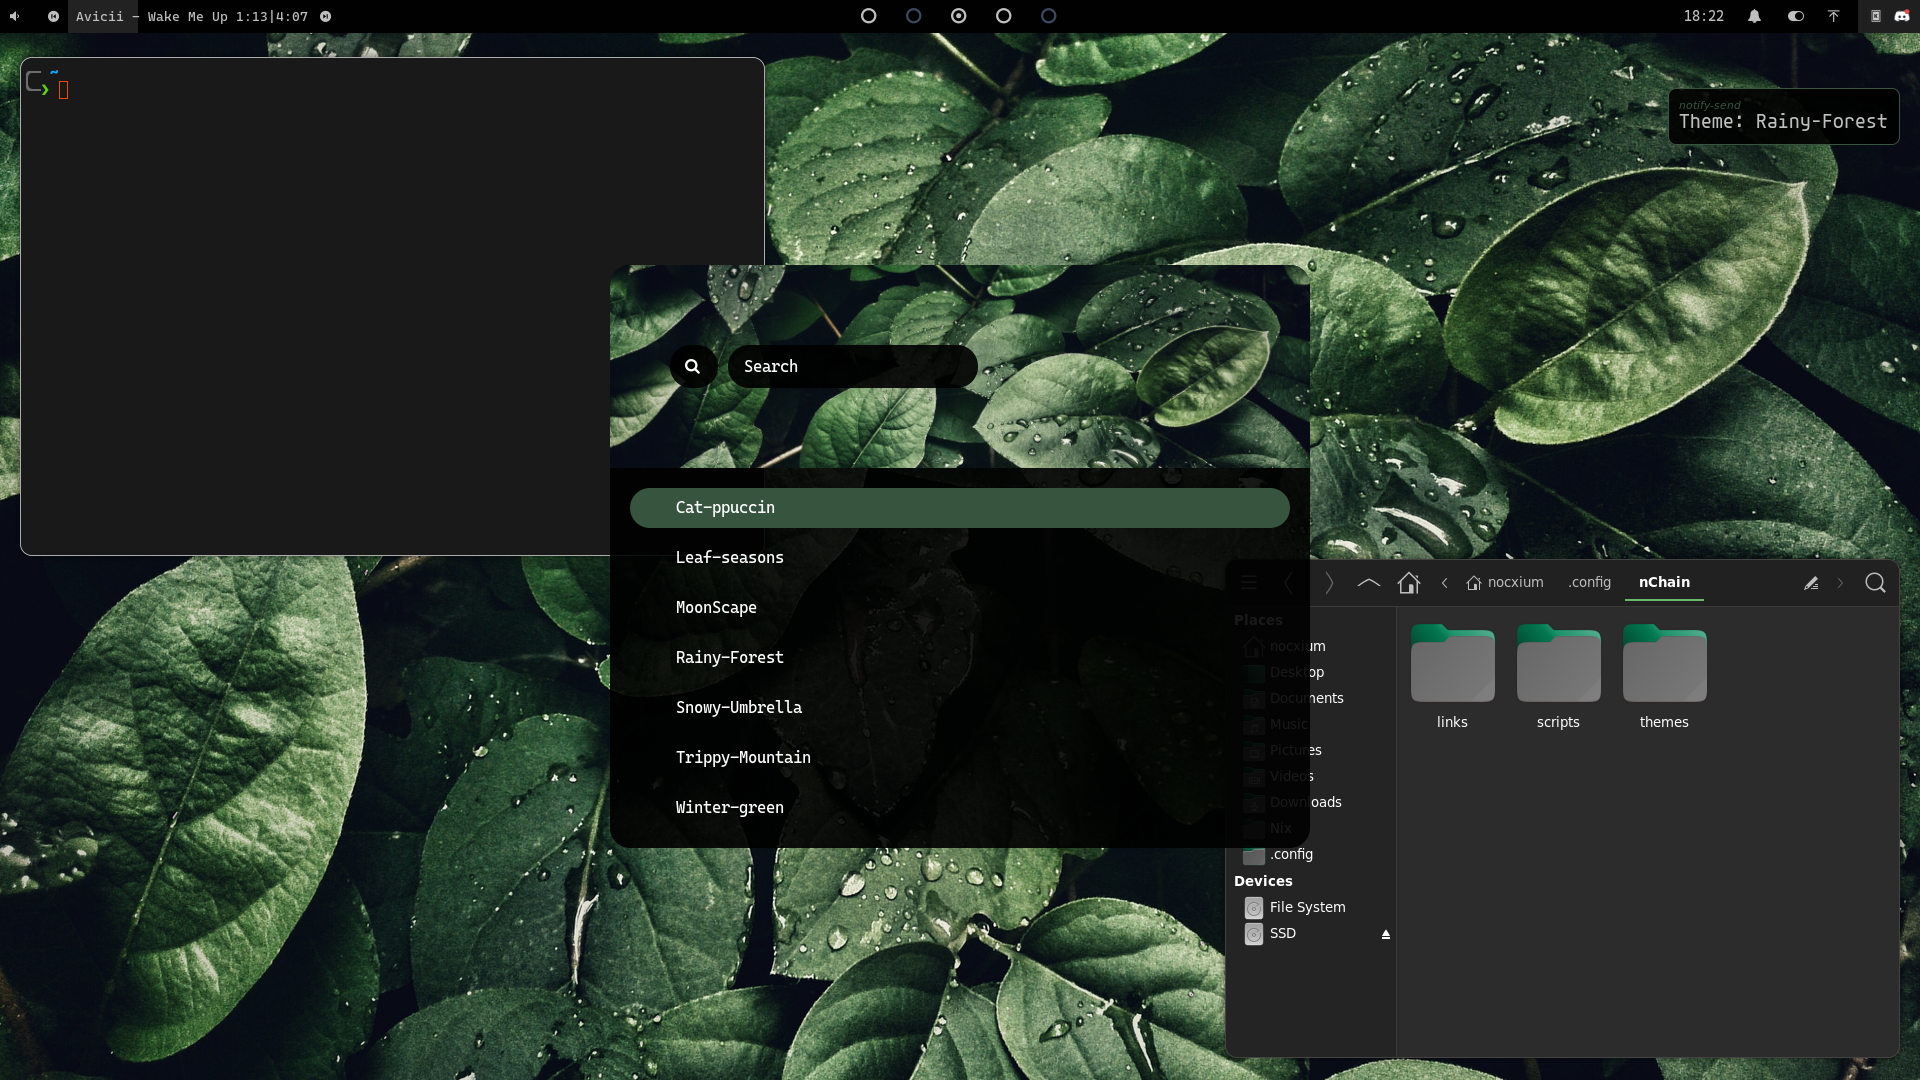 Avicii - Wake Me Up 1:13|4:07
18:22
~
notify-send
Theme: Rainy-Forest
Search
Cat-ppuccin
Leaf-seasons
MoonScape
Rainy-Forest
Snowy-Umbrella
Trippy-Mountain
Winter-green
nocxium
.config
nChain
Places
nocxium
Desktop
Documents
Music
Pictures
Videos
Downloads
Nix
.config
Devices
File System
SSD
links
scripts
themes